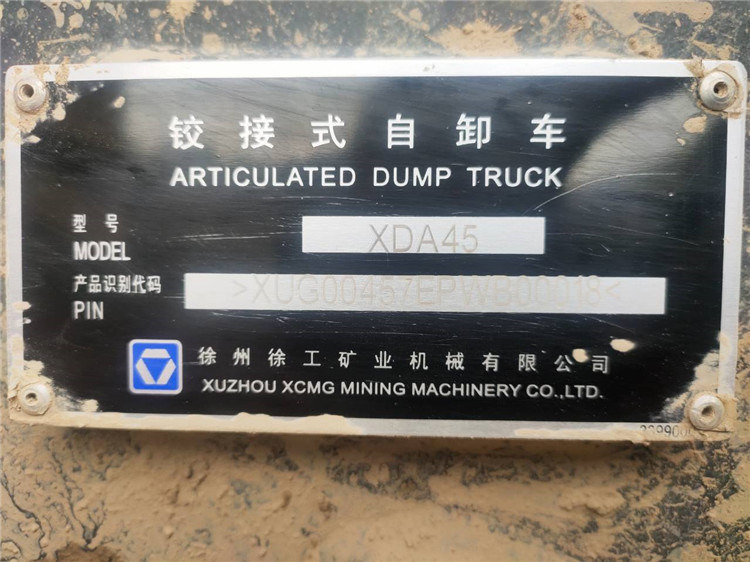 铰接式自卸车
ARTICULATED DUMP TRUCK
型号
MODEL
XDA45
产品识别代码
PIN
>XUG00457EPWB00018<
徐州徐工矿业机械有限公司
XUZHOU XCMG MINING MACHINERY CO.,LTD.